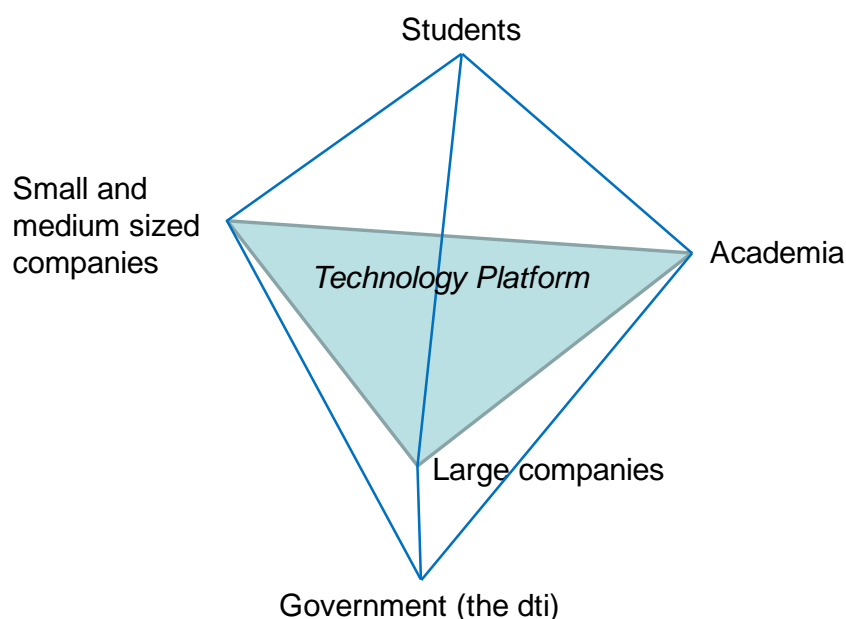 Students
Small and
medium sized
companies
Technology Platform
Academia
Large companies
Government (the dti)